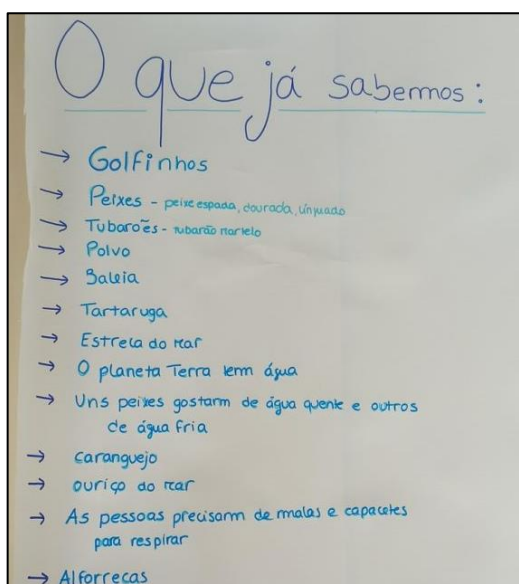 O que já sabemos:
→ Golfinhos
→ Peixes - peixe espada, dourada, linguado
→ Tubarões - tubarão martelo
→ Polvo
→ Baleia
→ Tartaruga
→ Estrela do mar
→ O planeta Terra tem água
→ Uns peixes gostam de água quente e outros
de água fria
→ caranguejo
→ ouriço do mar
→ As pessoas precisam de malas e capacetes
para respirar
→ Alforrecas